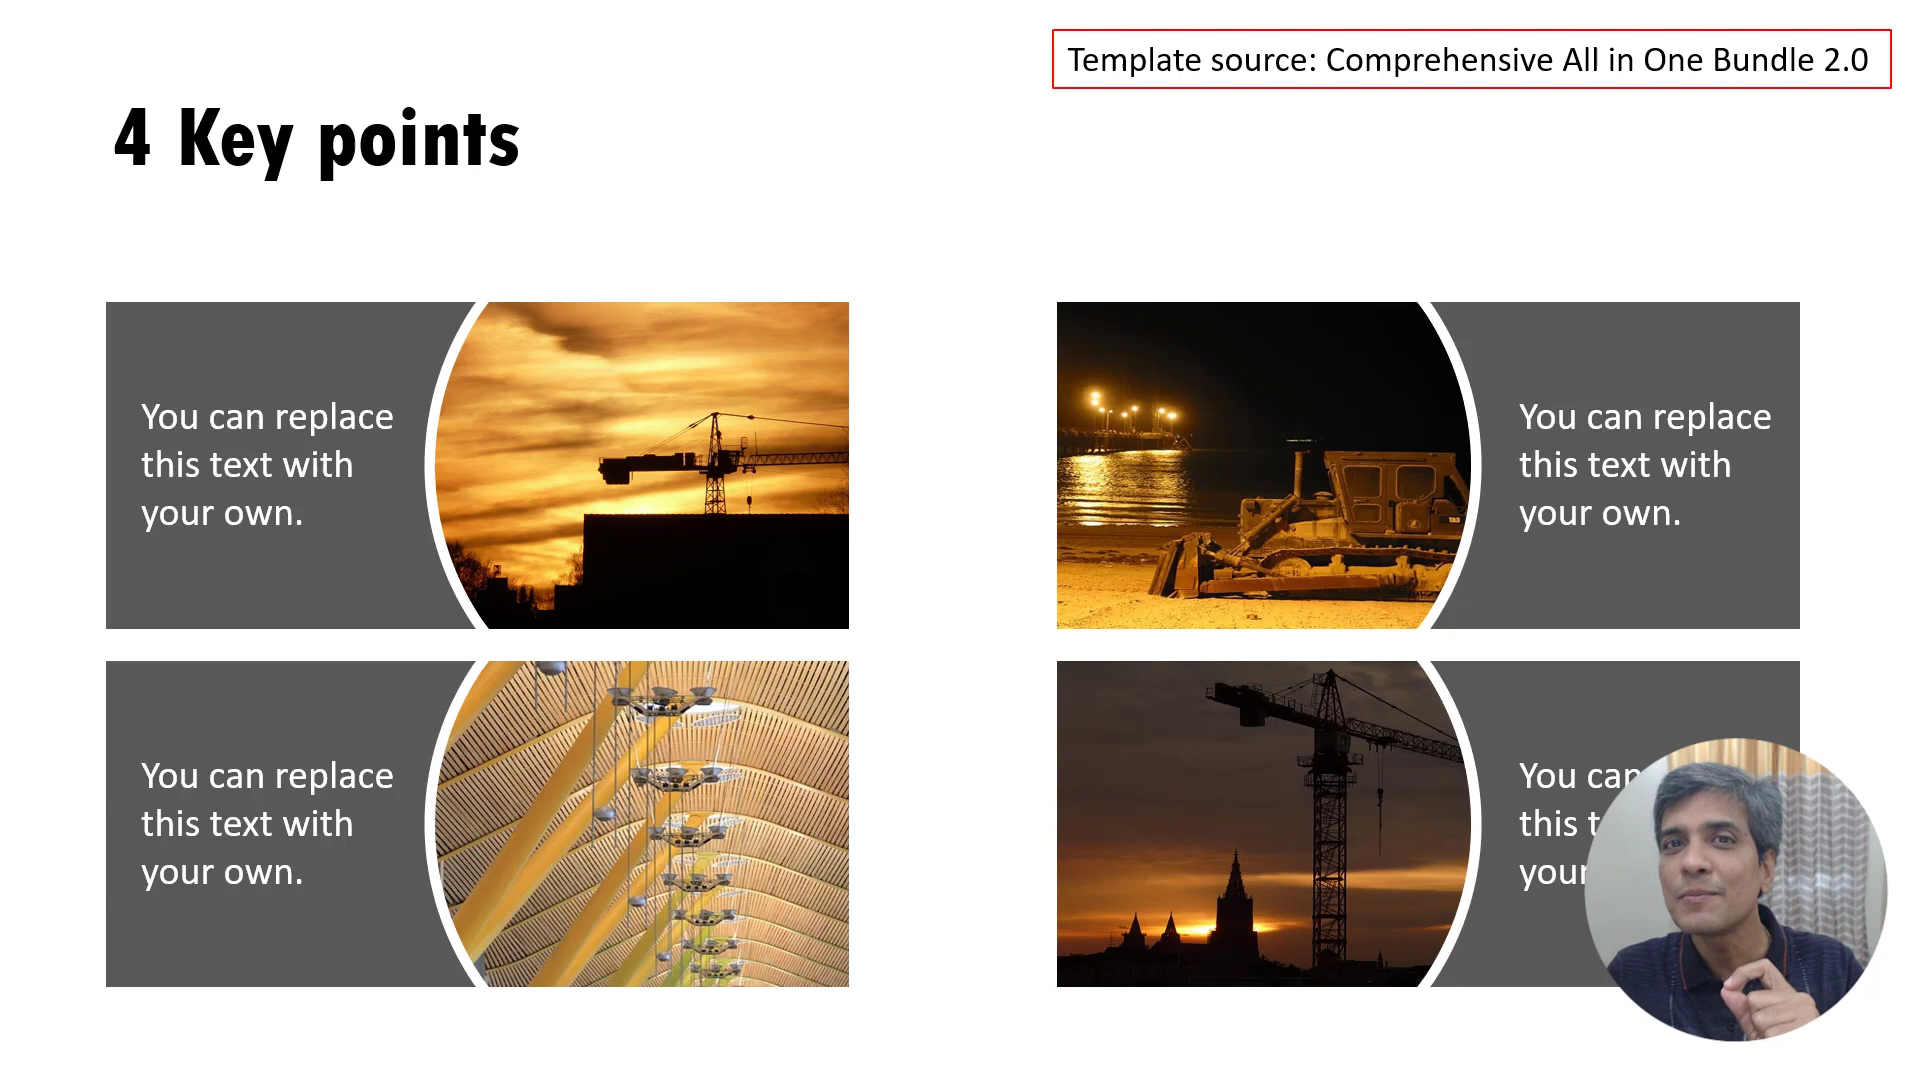 Template source: Comprehensive All in One Bundle 2.0
4 Key points
You can replace
this text with
your own.
You can replace
this text with
your own.
You can replace
this text with
your own.
You can
this
your